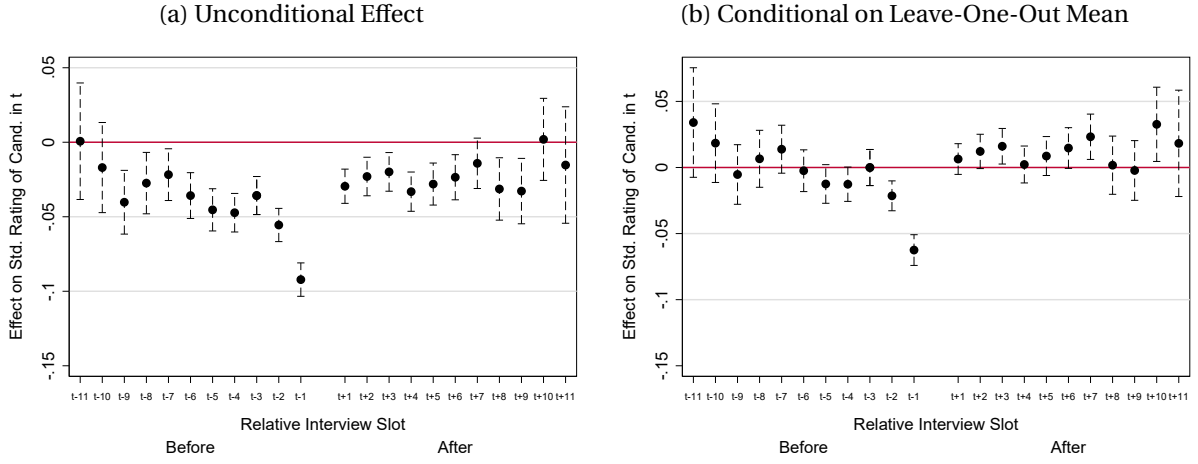 (a) Unconditional Effect
Effect on Std. Rating of Cand. in t
.05
0
-.05
-.1
-.15
t-11 t-10 t-9 t-8 t-7 t-6 t-5 t-4 t-3 t-2 t-1 t+1 t+2 t+3 t+4 t+5 t+6 t+7 t+8 t+9 t+10 t+11
Relative Interview Slot
Before After
(b) Conditional on Leave-One-Out Mean
Effect on Std. Rating of Cand. in t
.05
0
-.05
-.1
-.15
t-11 t-10 t-9 t-8 t-7 t-6 t-5 t-4 t-3 t-2 t-1 t+1 t+2 t+3 t+4 t+5 t+6 t+7 t+8 t+9 t+10 t+11
Relative Interview Slot
Before After